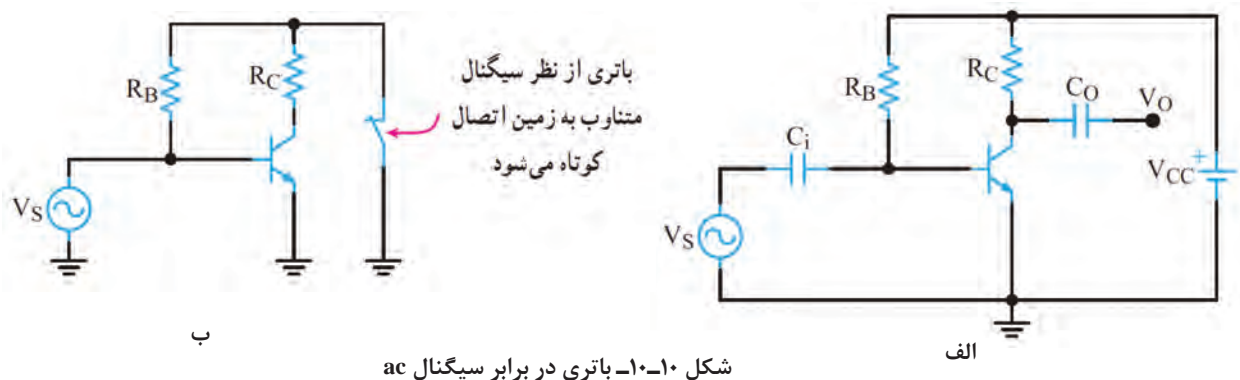 R_B
R_C
باتری از نظر سیگنال
متناوب به زمین اتصال
کوتاه می‌شود
V_S
ب
R_B
R_C
C_O
V_O
C_i
V_CC
+
V_S
الف
شکل ۱۰ــ۱۰ــ باتری در برابر سیگنال ac